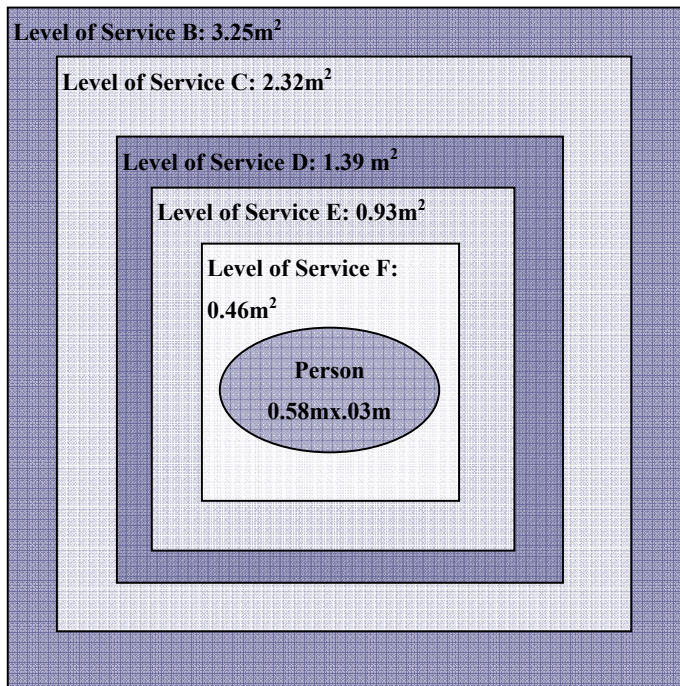 Level of Service B: 3.25m²
Level of Service C: 2.32m²
Level of Service D: 1.39 m²
Level of Service E: 0.93m²
Level of Service F:
0.46m²
Person
0.58mx.03m